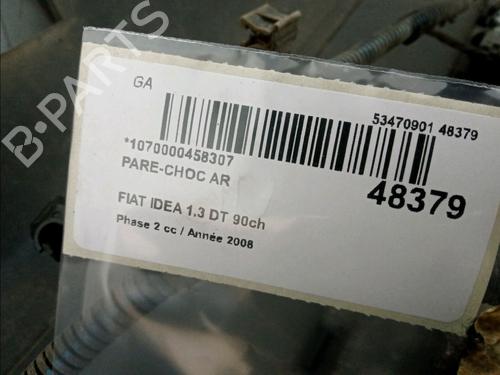 B-PARTS
GA
53470901 48379
*1070000458307
PARE-CHOC AR
48379
FIAT IDEA 1.3 DT 90ch
Phase 2 cc / Année 2008